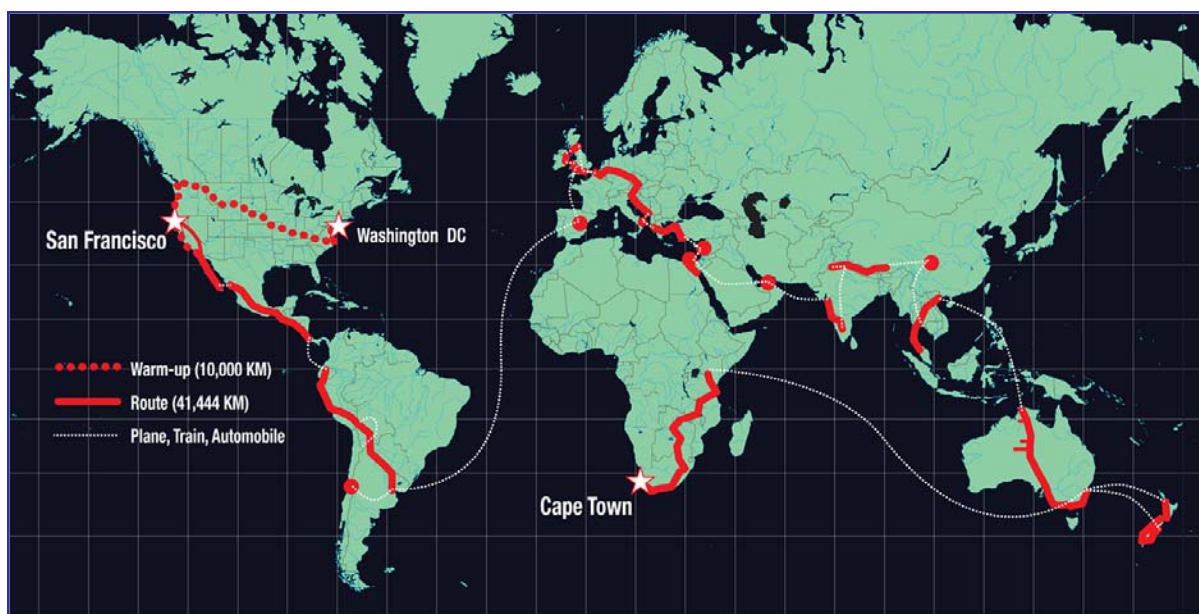 San Francisco
Washington DC
Warm-up (10,000 KM)
Route (41,444 KM)
Plane, Train, Automobile
Cape Town